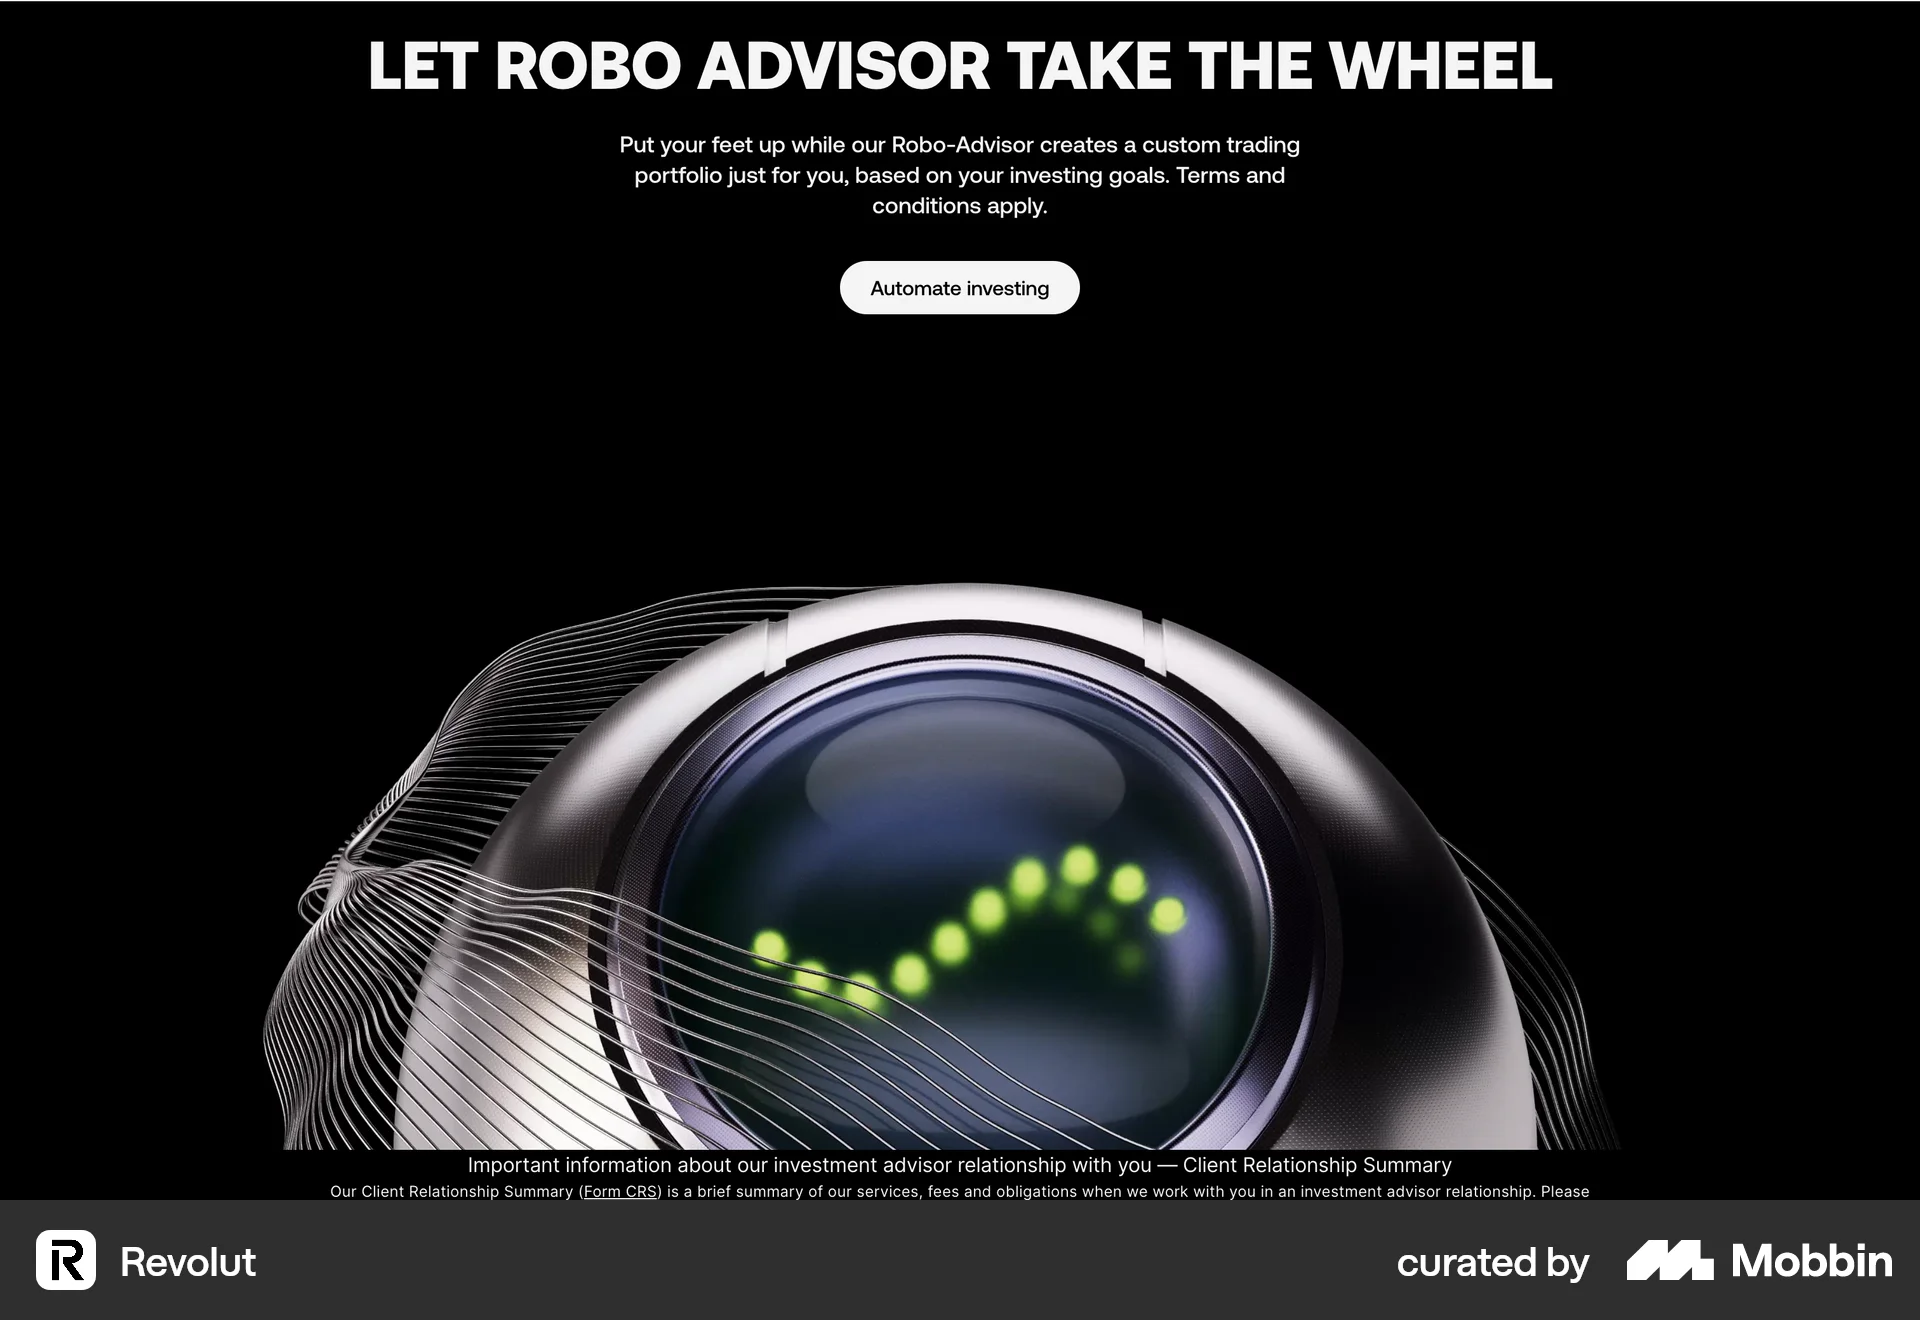 LET ROBO ADVISOR TAKE THE WHEEL
Put your feet up while our Robo-Advisor creates a custom trading
portfolio just for you, based on your investing goals. Terms and
conditions apply.
Automate investing
Important information about our investment advisor relationship with you — Client Relationship Summary
Our Client Relationship Summary (Form CRS) is a brief summary of our services, fees and obligations when we work with you in an investment advisor relationship. Please
Revolut
curated by Mobbin